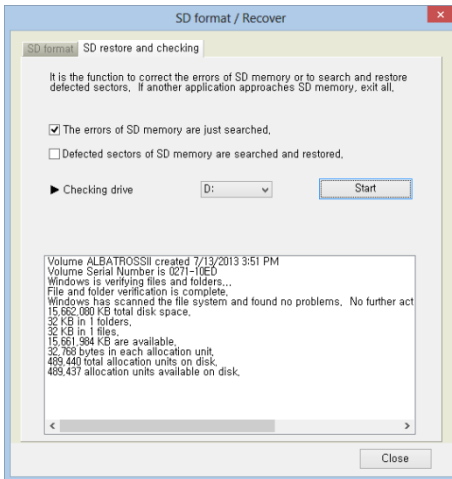 SD format / Recover
SD format SD restore and checking
It is the function to correct the errors of SD memory or to search and restore
defected sectors, If another application approaches SD memory, exit all,
The errors of SD memory are just searched,
Defected sectors of SD memory are searched and restored,
▶ Checking drive D: Start
Volume ALBATROSSII created 7/13/2013 3:51 PM
Volume Serial Number is 0271-10ED
Windows is verifying files and folders,,,
File and folder verification is complete,
Windows has scanned the file system and found no problems, No further act
15,662,080 KB total disk space,
32 KB in 1 folders,
32 KB in 1 files,
15,661,984 KB are available,
32,768 bytes in each allocation unit,
489,440 total allocation units on disk,
489,437 allocation units available on disk,
Close